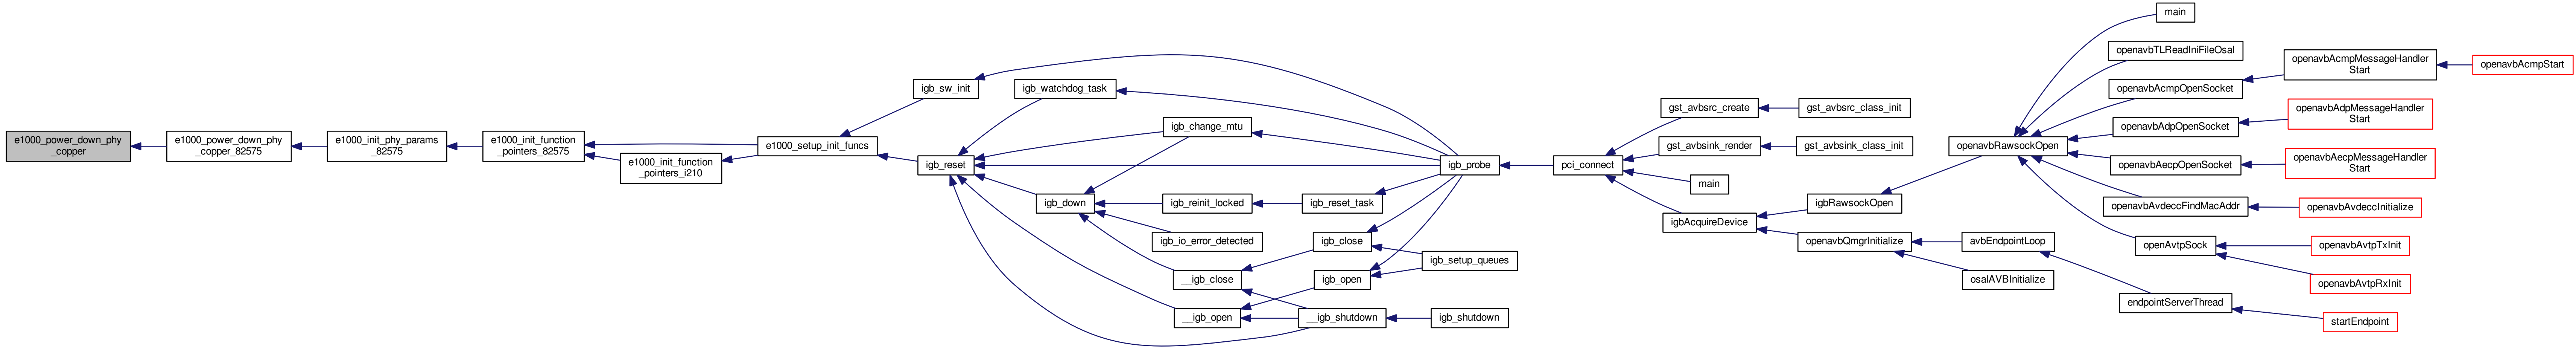 e1000_power_down_phy
_copper
e1000_power_down_phy
_copper_82575
e1000_init_phy_params
_82575
e1000_init_function
_pointers_82575
e1000_init_function
_pointers_i210
e1000_setup_init_funcs
igb_sw_init
igb_reset
igb_watchdog_task
igb_change_mtu
igb_down
igb_reinit_locked
igb_reset_task
igb_io_error_detected
__igb_close
__igb_open
igb_close
igb_open
__igb_shutdown
igb_probe
igb_setup_queues
igb_shutdown
pci_connect
gst_avbsrc_create
gst_avbsrc_class_init
gst_avbsink_render
gst_avbsink_class_init
main
igbAcquireDevice
igbRawsockOpen
openavbQmgrInitialize
avbEndpointLoop
osalAVBInitialize
openavbRawsockOpen
main
openavbTLReadIniFileOsal
openavbAcmpOpenSocket
openavbAcmpMessageHandler
Start
openavbAcmpStart
openavbAdpOpenSocket
openavbAdpMessageHandler
Start
openavbAecpOpenSocket
openavbAecpMessageHandler
Start
openavbAvdeccFindMacAddr
openavbAvdeccInitialize
openAvtpSock
openavbAvtpTxInit
openavbAvtpRxInit
endpointServerThread
startEndpoint